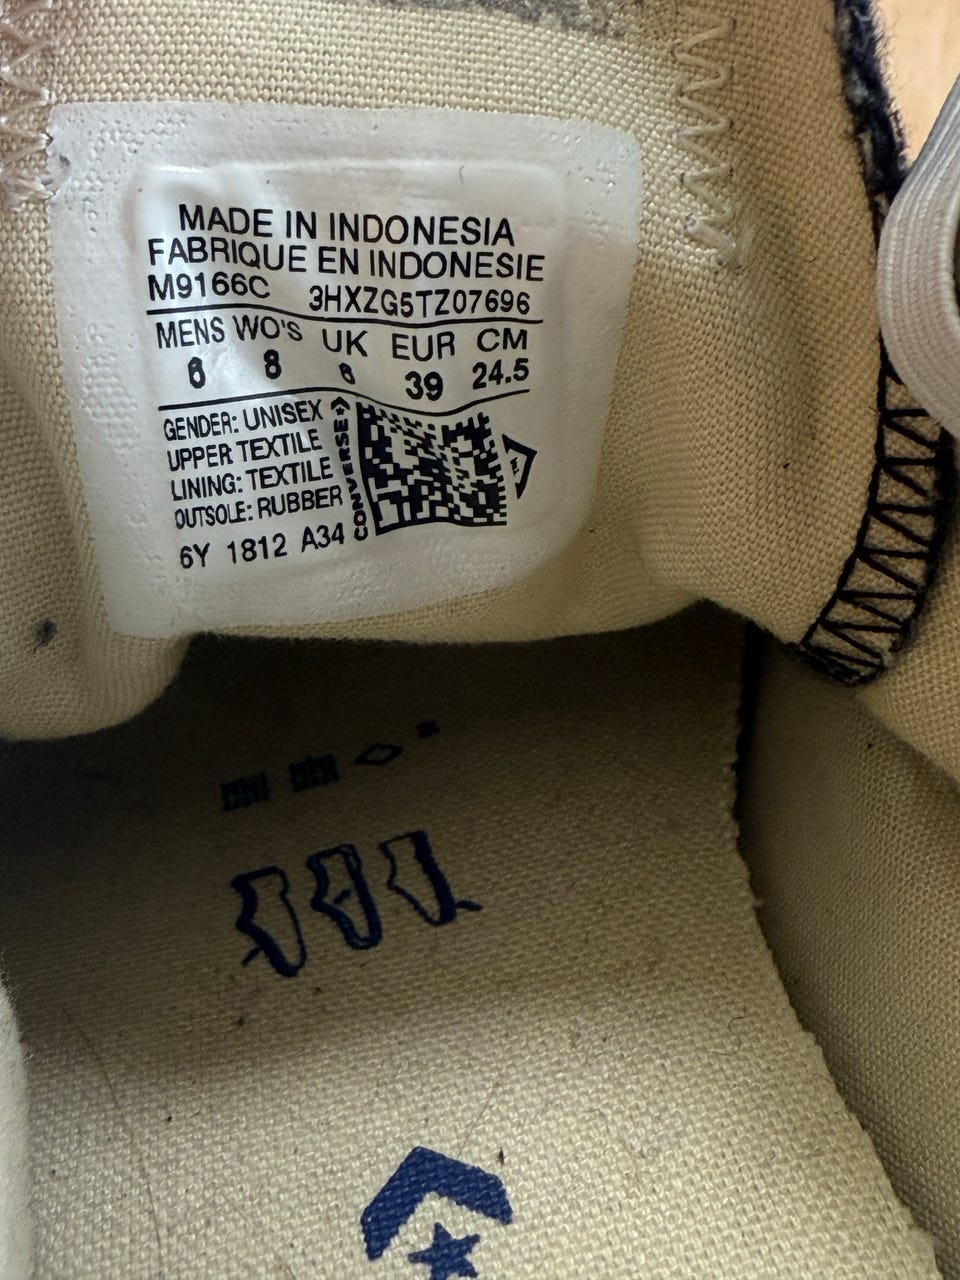 MADE IN INDONESIA
FABRIQUE EN INDONESIE
M9166C 3HXZG5TZ07696
MENS WO'S UK EUR CM
6 8 6 39 24.5
GENDER: UNISEX
UPPER TEXTILE
LINING: TEXTILE
OUTSOLE: RUBBER
6Y 1812 A34
CONVERSE